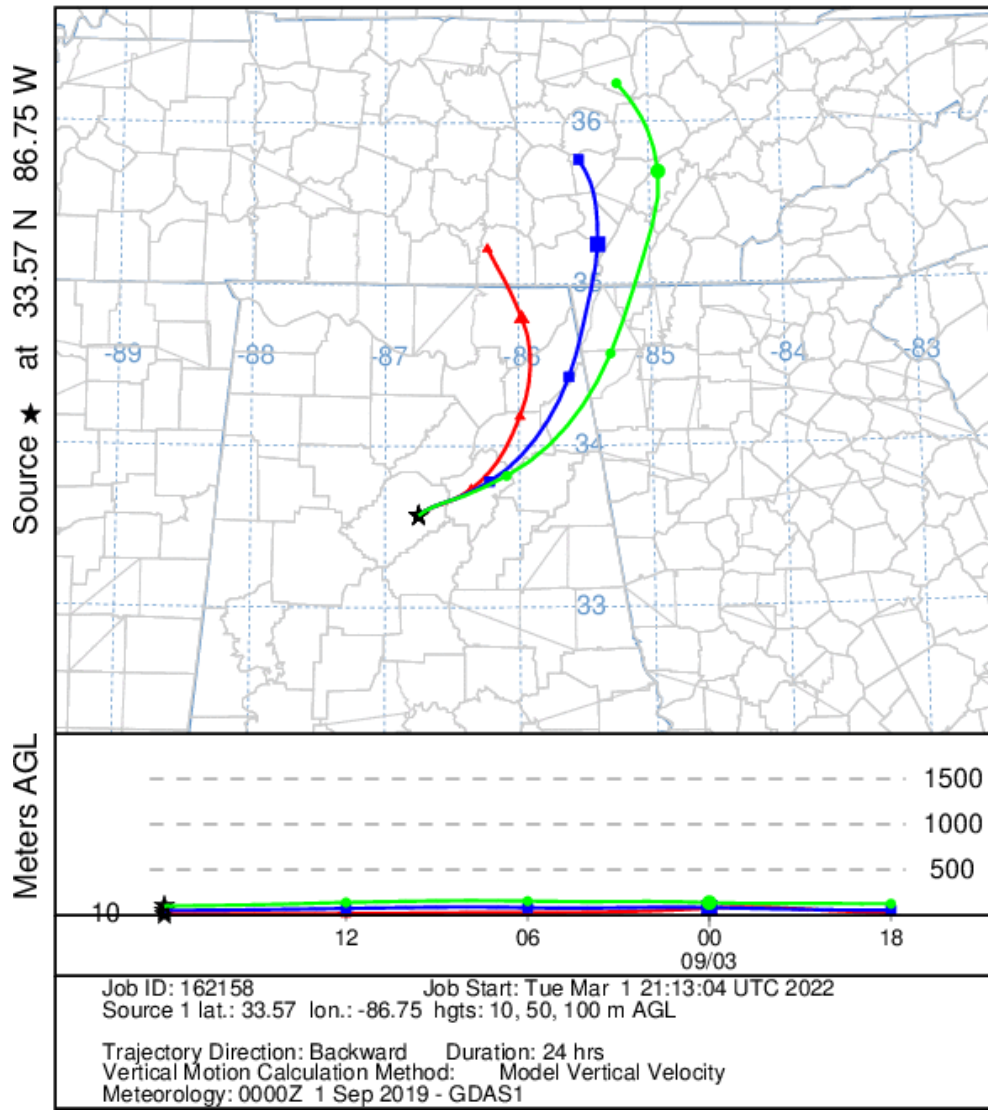 Source ★ at 33.57 N 86.75 W
36
35
-89
-88
-87
-86
-85
-84
-83
34
33
Meters AGL
1500
1000
500
10
12
06
00
18
09/03
Job ID: 162158 Job Start: Tue Mar 1 21:13:04 UTC 2022
Source 1 lat.: 33.57 lon.: -86.75 hgts: 10, 50, 100 m AGL
Trajectory Direction: Backward Duration: 24 hrs
Vertical Motion Calculation Method: Model Vertical Velocity
Meteorology: 0000Z 1 Sep 2019 - GDAS1